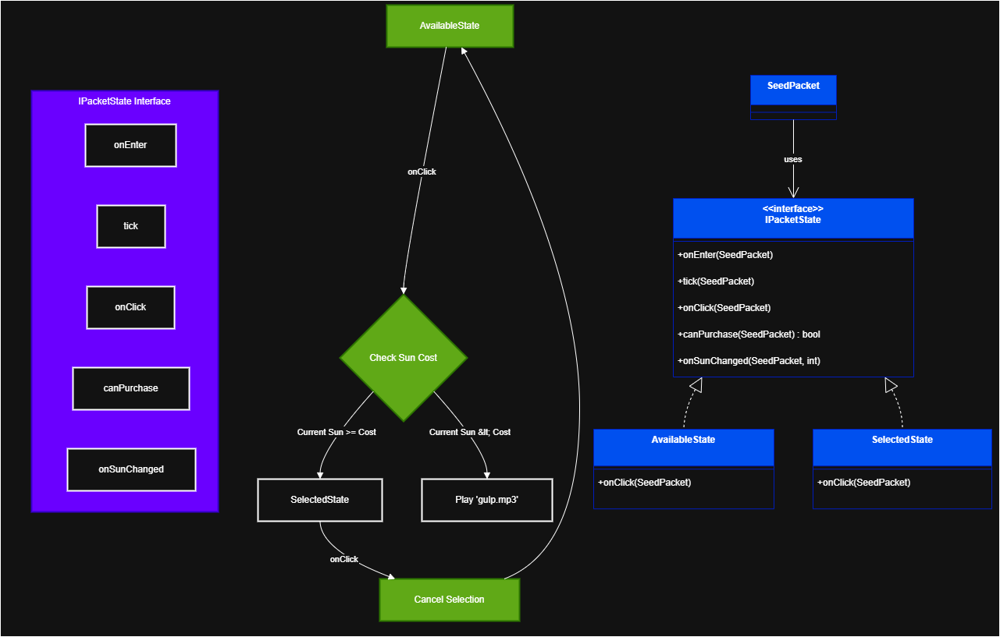 AvailableState
IPacketState Interface
onEnter
tick
onClick
canPurchase
onSunChanged
onClick
Check Sun Cost
Current Sun >= Cost
Current Sun &lt; Cost
SelectedState
Play 'gulp.mp3'
onClick
Cancel Selection
SeedPacket
uses
<<interface>>
IPacketState
+onEnter(SeedPacket)
+tick(SeedPacket)
+onClick(SeedPacket)
+canPurchase(SeedPacket) : bool
+onSunChanged(SeedPacket, int)
AvailableState
+onClick(SeedPacket)
SelectedState
+onClick(SeedPacket)